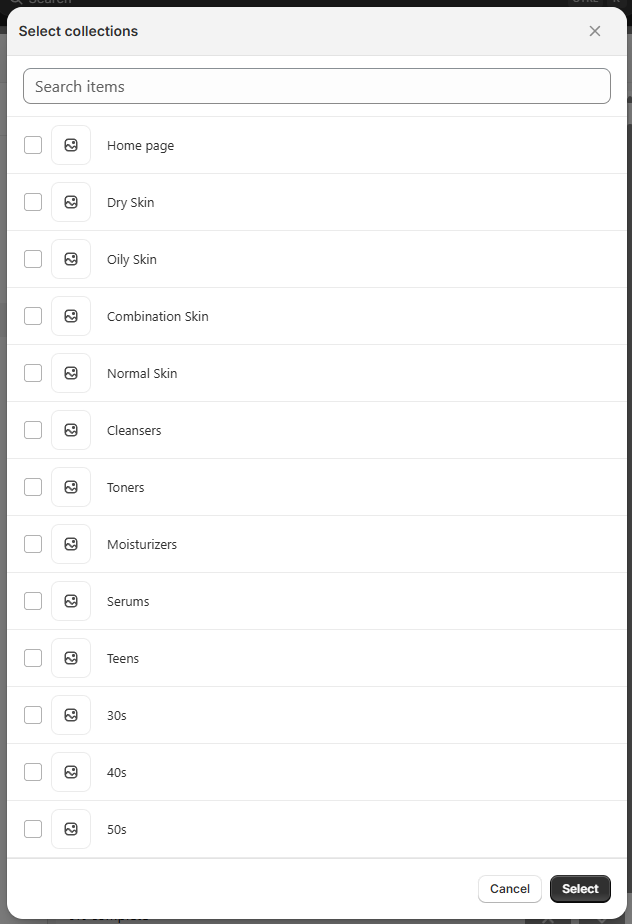 Search
Select collections
Search items
Home page
Dry Skin
Oily Skin
Combination Skin
Normal Skin
Cleansers
Toners
Moisturizers
Serums
Teens
30s
40s
50s
Cancel
Select